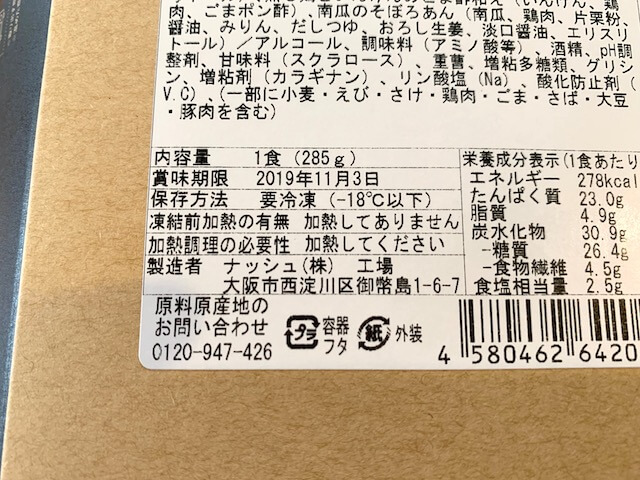 肉、ごまポン酢）、南瓜のそぼろあん（南瓜、鶏肉、片栗粉、
醤油、みりん、だしつゆ、おろし生姜、淡口醤油、エリスリ
トール）／アルコール、調味料（アミノ酸等）、酒精、pH調
整剤、甘味料（スクラロース）、重曹、増粘多糖類、グリシ
ン、増粘剤（カラギナン）、リン酸塩（Na）、酸化防止剤（
V.C）、（一部に小麦・えび・さけ・鶏肉・ごま・さば・大豆
・豚肉を含む）
内容量 1食（285g）
賞味期限 2019年11月3日
保存方法 要冷凍（-18℃以下）
凍結前加熱の有無 加熱してありません
加熱調理の必要性 加熱してください
製造者 ナッシュ(株) 工場
大阪市西淀川区御幣島1-6-7
栄養成分表示（1食あたり
エネルギー 278kcal
たんぱく質 23.0g
脂質 4.9g
炭水化物 30.9g
-糖質 26.4g
-食物繊維 4.5g
食塩相当量 2.5g
原料原産地の
お問い合わせ
0120-947-426
プラ 容器
フタ
紙 外装
4 580462 6420